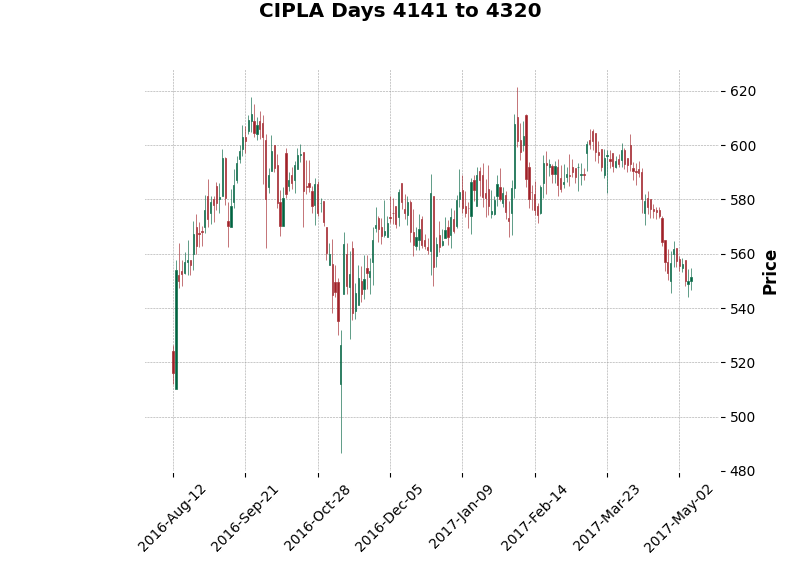 CIPLA Days 4141 to 4320
620
600
580
560
540
520
500
480
Price
2016-Aug-12
2016-Sep-21
2016-Oct-28
2016-Dec-05
2017-Jan-09
2017-Feb-14
2017-Mar-23
2017-May-02